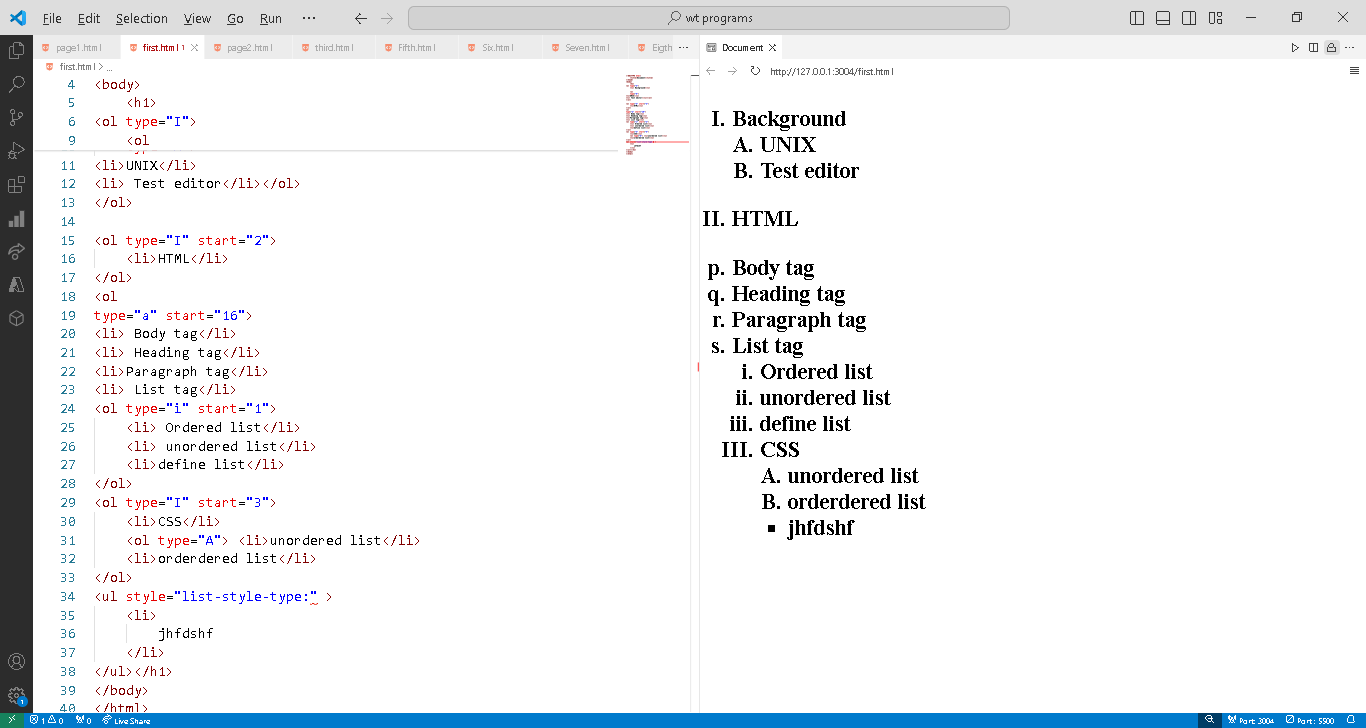 File Edit Selection View Go Run ··· wt programs
page1.html first.html 1 page2.html third.html Fifth.html Six.html Seven.html Eigth ···
first.html > ...
4 <body>
5 <h1>
6 <ol type="I">
9 <ol
11 <li>UNIX</li>
12 <li> Test editor</li></ol>
13 </ol>
14
15 <ol type="I" start="2">
16 <li>HTML</li>
17 </ol>
18 <ol
19 type="a" start="16">
20 <li> Body tag</li>
21 <li> Heading tag</li>
22 <li>Paragraph tag</li>
23 <li> List tag</li>
24 <ol type="i" start="1">
25 <li> Ordered list</li>
26 <li> unordered list</li>
27 <li>define list</li>
28 </ol>
29 <ol type="I" start="3">
30 <li>CSS</li>
31 <ol type="A"> <li>unordered list</li>
32 <li>orderdered list</li>
33 </ol>
34 <ul style="list-style-type:" >
35 <li>
36 jhfdshf
37 </li>
38 </ul></h1>
39 </body>
40 </html>
Document
http://127.0.0.1:3004/first.html
I. Background
A. UNIX
B. Test editor
II. HTML
p. Body tag
q. Heading tag
r. Paragraph tag
s. List tag
i. Ordered list
ii. unordered list
iii. define list
III. CSS
A. unordered list
B. orderdered list
▪ jhfdshf
1
1 0 0 Live Share Port: 3004 Port: 5500